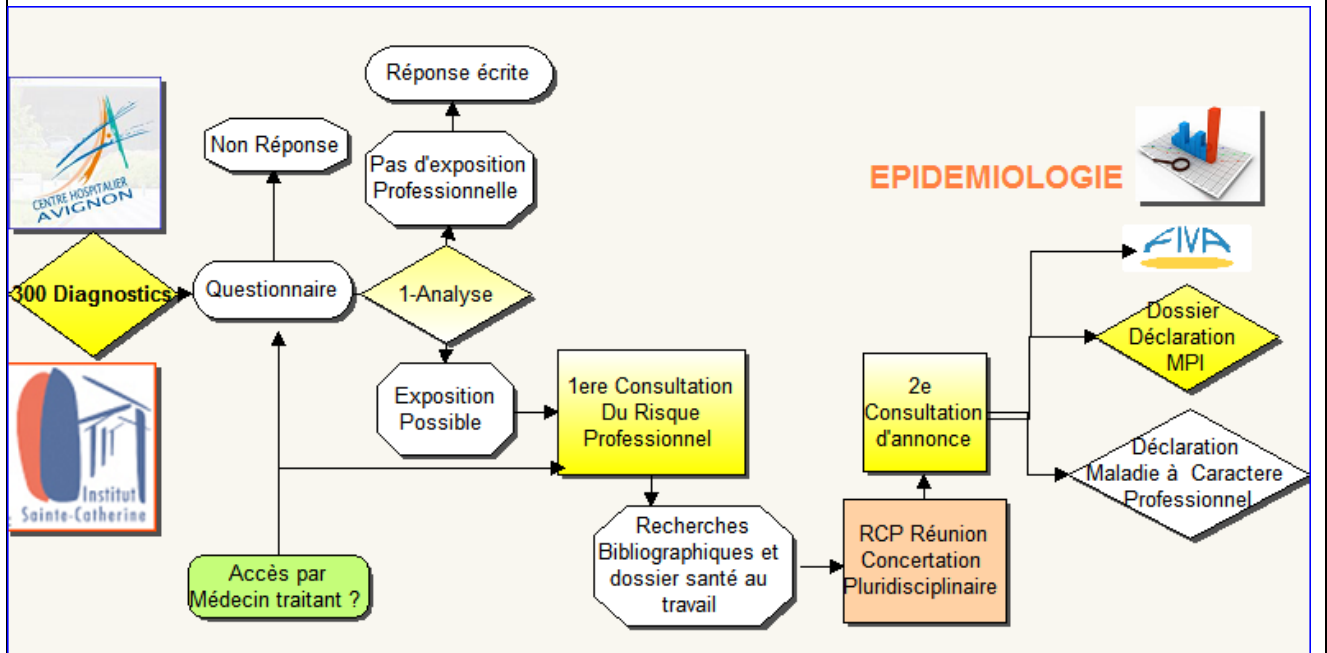 Réponse écrite
CENTRE HOSPITALIER
AVIGNON
Non Réponse
Pas d'exposition
Professionnelle
EPIDEMIOLOGIE
FIVA
300 Diagnostics
Questionnaire
1-Analyse
Dossier
Déclaration
MPI
Exposition
Possible
1ere Consultation
Du Risque
Professionnel
2e
Consultation
d'annonce
Déclaration
Maladie à Caractere
Professionnel
Institut
Sainte-Catherine
Accès par
Médecin traitant ?
Recherches
Bibliographiques et
dossier santé au
travail
RCP Réunion
Concertation
Pluridisciplinaire